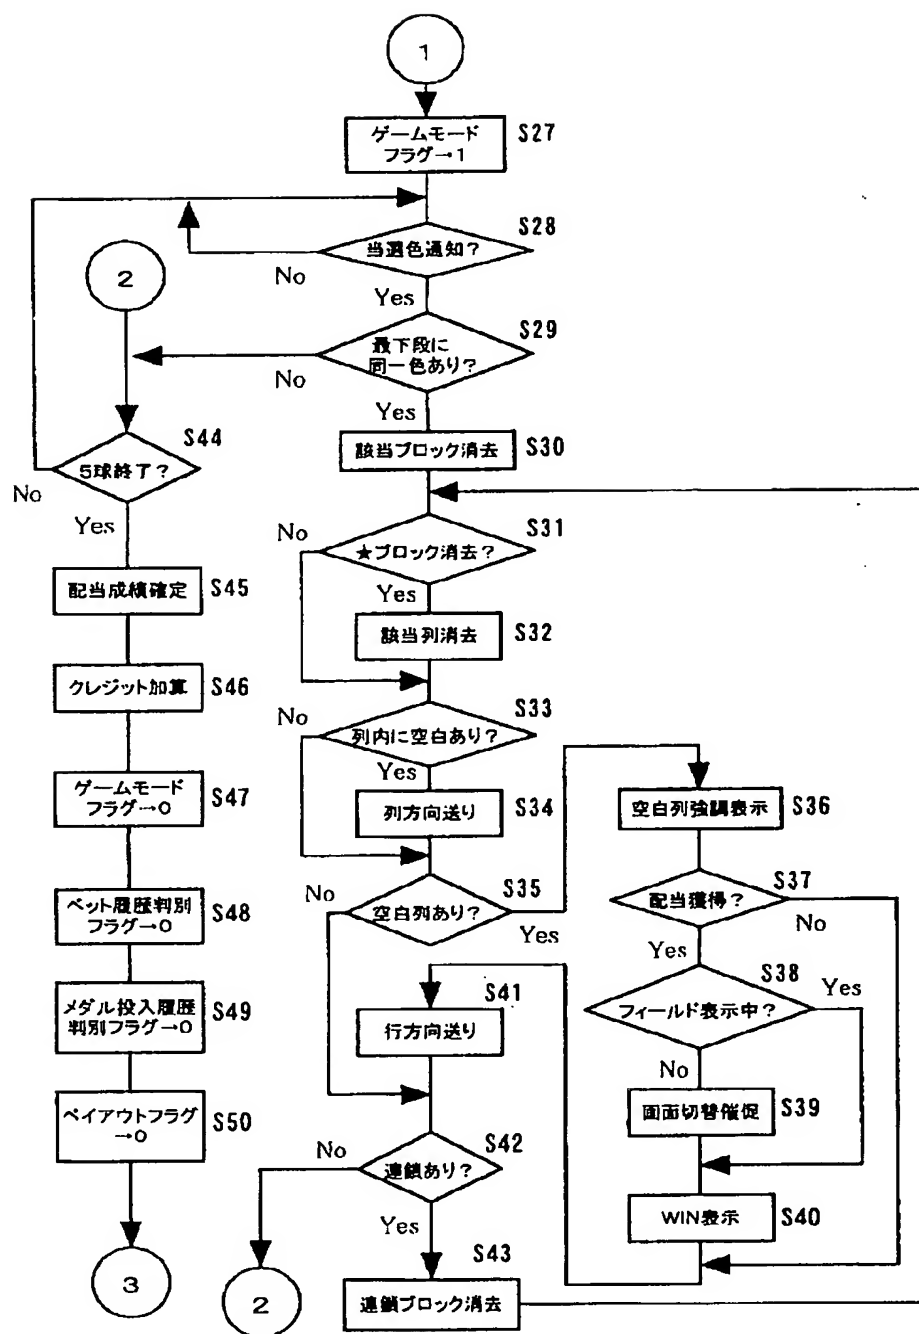 1
ゲームモード
フラグ→1
S27
当選色通知?
S28
No
Yes
2
最下段に
同一色あり?
S29
No
Yes
該当ブロック消去
S30
5球終了?
S44
No
Yes
★ブロック消去?
S31
No
Yes
該当列消去
S32
配当成績確定
S45
クレジット加算
S46
列内に空白あり?
S33
No
Yes
列方向送り
S34
ゲームモード
フラグ→0
S47
空白列強調表示
S36
空白列あり?
S35
No
Yes
配当獲得?
S37
No
Yes
ベット履歴判別
フラグ→0
S48
フィールド表示中?
S38
Yes
No
行方向送り
S41
メダル投入履歴
判別フラグ→0
S49
画面切替催促
S39
ペイアウトフラグ
→0
S50
連鎖あり?
S42
No
Yes
WIN表示
S40
3
2
連鎖ブロック消去
S43